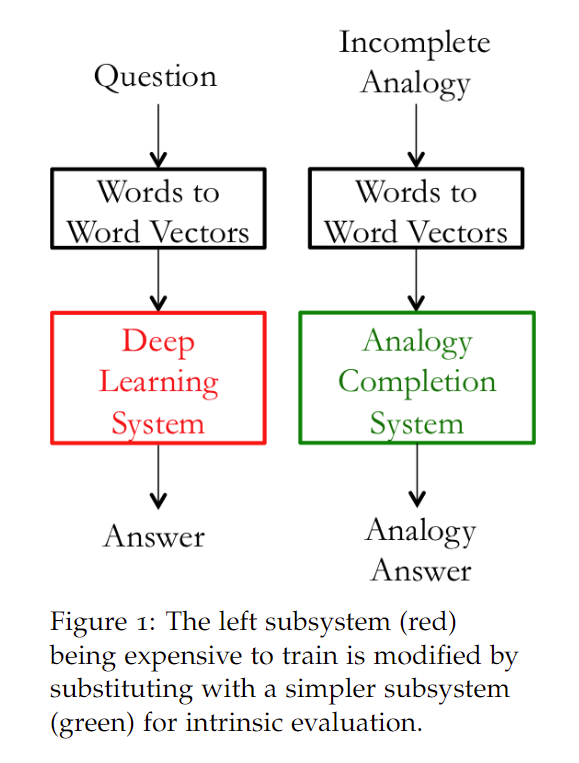 Question
Words to
Word Vectors
Deep
Learning
System
Answer
Incomplete
Analogy
Words to
Word Vectors
Analogy
Completion
System
Analogy
Answer
Figure 1: The left subsystem (red)
being expensive to train is modified by
substituting with a simpler subsystem
(green) for intrinsic evaluation.